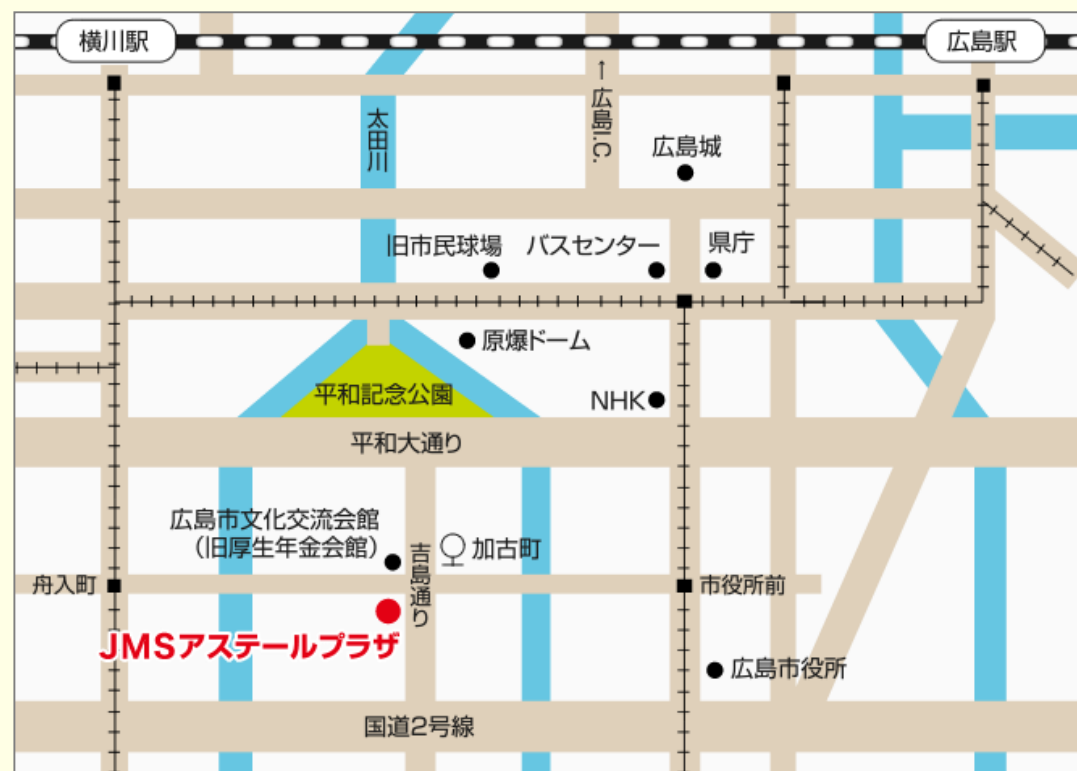 横川駅
広島駅
←広島I.C.
太田川
広島城
旧市民球場
バスセンター
県庁
原爆ドーム
平和記念公園
NHK
平和大通り
広島市文化交流会館
（旧厚生年金会館）
吉島通り
加古町
舟入町
市役所前
JMSアステールプラザ
広島市役所
国道2号線